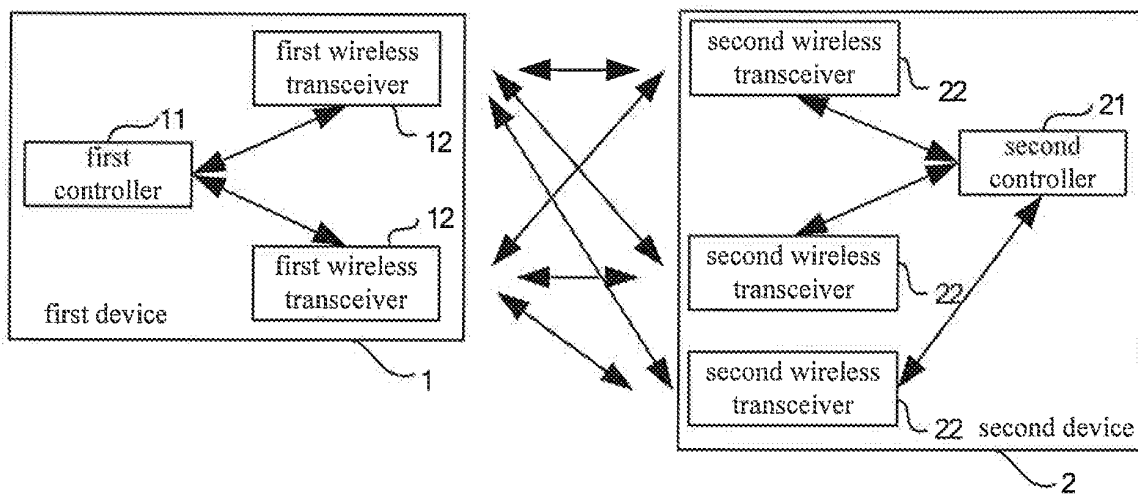 first wireless
transceiver
12
11
first
controller
12
first wireless
transceiver
first device
1
second wireless
transceiver
22
21
second
controller
second wireless
transceiver
22
second wireless
transceiver
22
second device
2